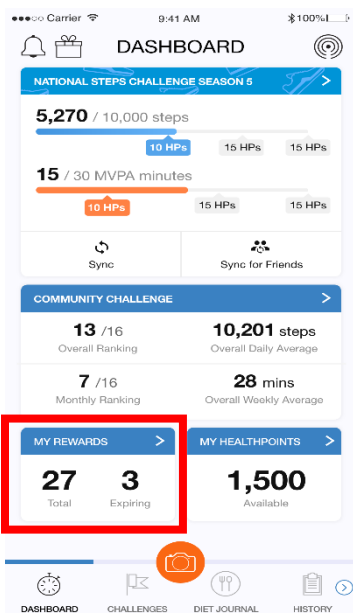 Carrier 9:41 AM 100%
DASHBOARD
NATIONAL STEPS CHALLENGE SEASON 5 >
5,270 / 10,000 steps
10 HPs 15 HPs 15 HPs
15 / 30 MVPA minutes
10 HPs 15 HPs 15 HPs
Sync Sync for Friends
COMMUNITY CHALLENGE >
13 /16 10,201 steps
Overall Ranking Overall Daily Average
7 /16 28 mins
Monthly Ranking Overall Weekly Average
MY REWARDS > MY HEALTHPOINTS >
27 3 1,500
Total Expiring Available
DASHBOARD CHALLENGES DIET JOURNAL HISTORY